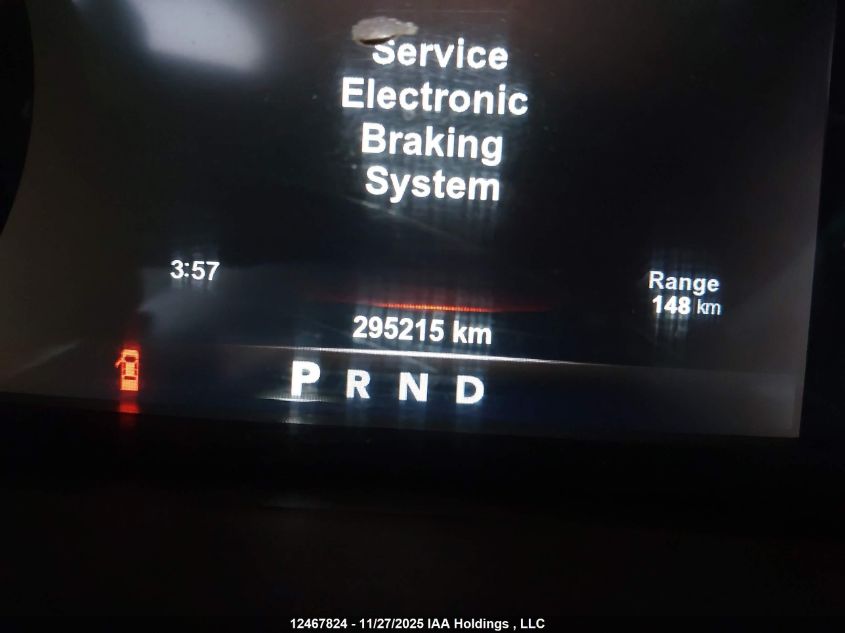 Service
Electronic
Braking
System
3:57
Range
148 km
295215 km
P R N D
12467824 - 11/27/2025 IAA Holdings , LLC